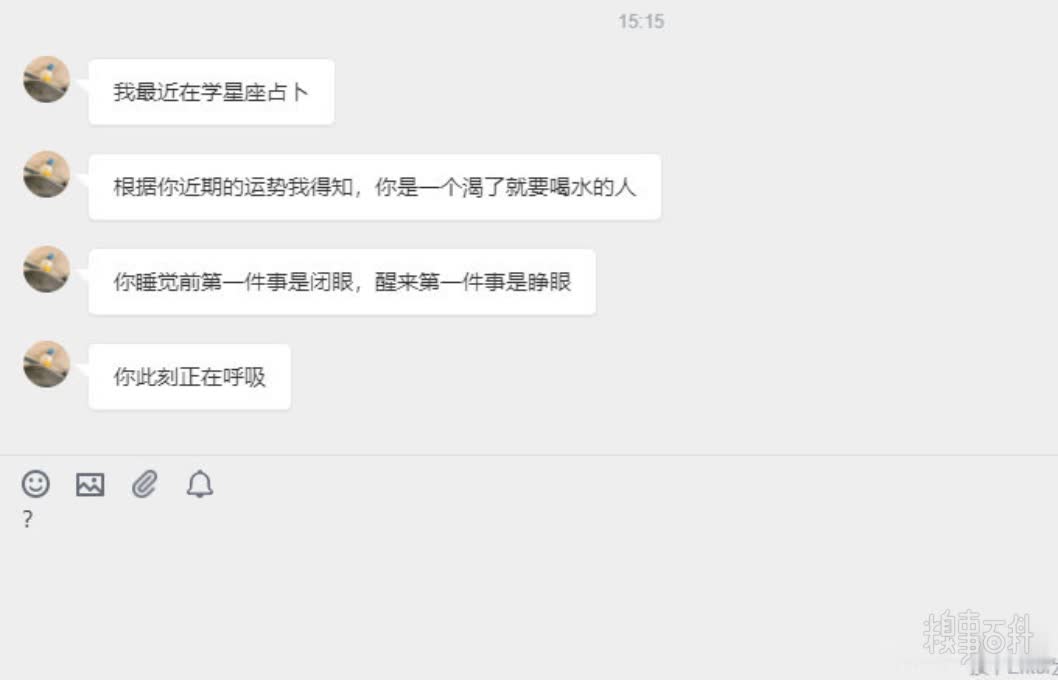 15:15
我最近在学星座占卜
根据你近期的运势我得知，你是一个渴了就要喝水的人
你睡觉前第一件事是闭眼，醒来第一件事是睁眼
你此刻正在呼吸
?
糗事百科